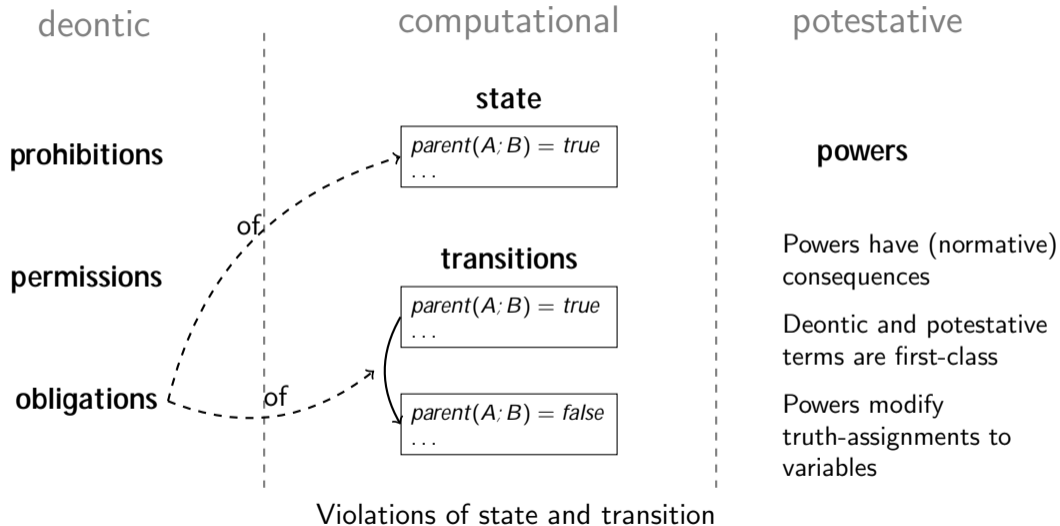 deontic
computational
potestative
state
prohibitions
parent(A; B) = true
. . .
powers
of
permissions
transitions
parent(A; B) = true
. . .
obligations
of
parent(A; B) = false
. . .
Powers have (normative)
consequences
Deontic and potestative
terms are first-class
Powers modify
truth-assignments to
variables
Violations of state and transition